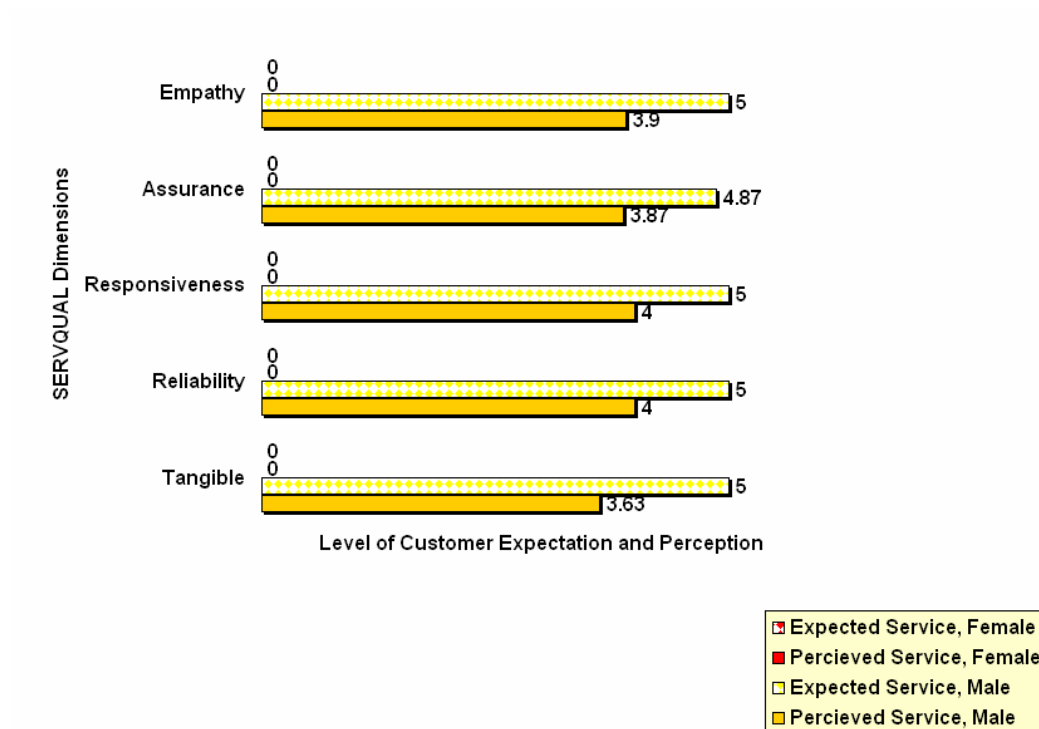 0
0
Empathy
5
3.9
0
0
Assurance
4.87
3.87
0
0
Responsiveness
5
4
0
0
Reliability
5
4
0
0
Tangible
5
3.63
SERVQUAL Dimensions
Level of Customer Expectation and Perception
Expected Service, Female
Percieved Service, Female
Expected Service, Male
Percieved Service, Male